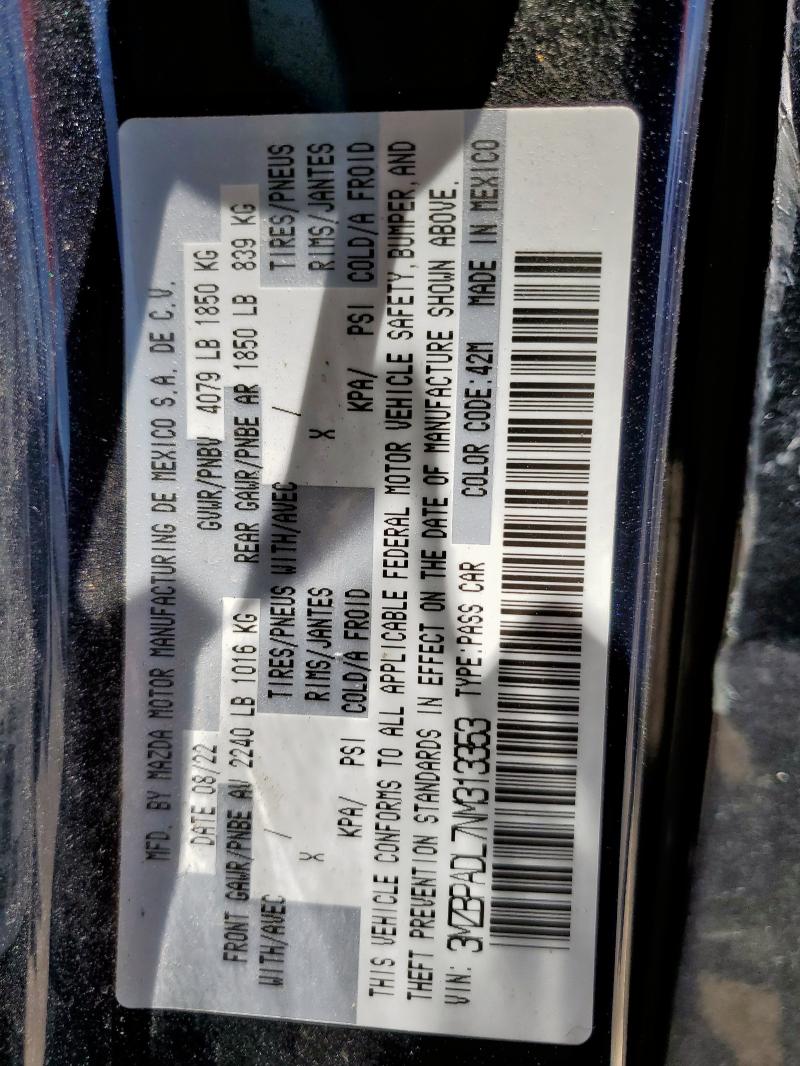 MFD. BY MAZDA MOTOR MANUFACTURING DE MEXICO S.A. DE C.V.
DATE 08/22 GVWR/PNBV 4079 LB 1850 KG
FRONT GAWR/PNBE AV 2240 LB 1016 KG REAR GAWR/PNBE AR 1850 LB 839 KG
WITH/AVEC / TIRES/PNEUS WITH/AVEC / TIRES/PNEUS
X RIMS/JANTES X RIMS/JANTES
KPA/ PSI COLD/A FROID KPA/ PSI COLD/A FROID
THIS VEHICLE CONFORMS TO ALL APPLICABLE FEDERAL MOTOR VEHICLE SAFETY, BUMPER, AND
THEFT PREVENTION STANDARDS IN EFFECT ON THE DATE OF MANUFACTURE SHOWN ABOVE.
VIN: 3MZBPADL7NM313353 TYPE:PASS CAR COLOR CODE:42M MADE IN MEXICO